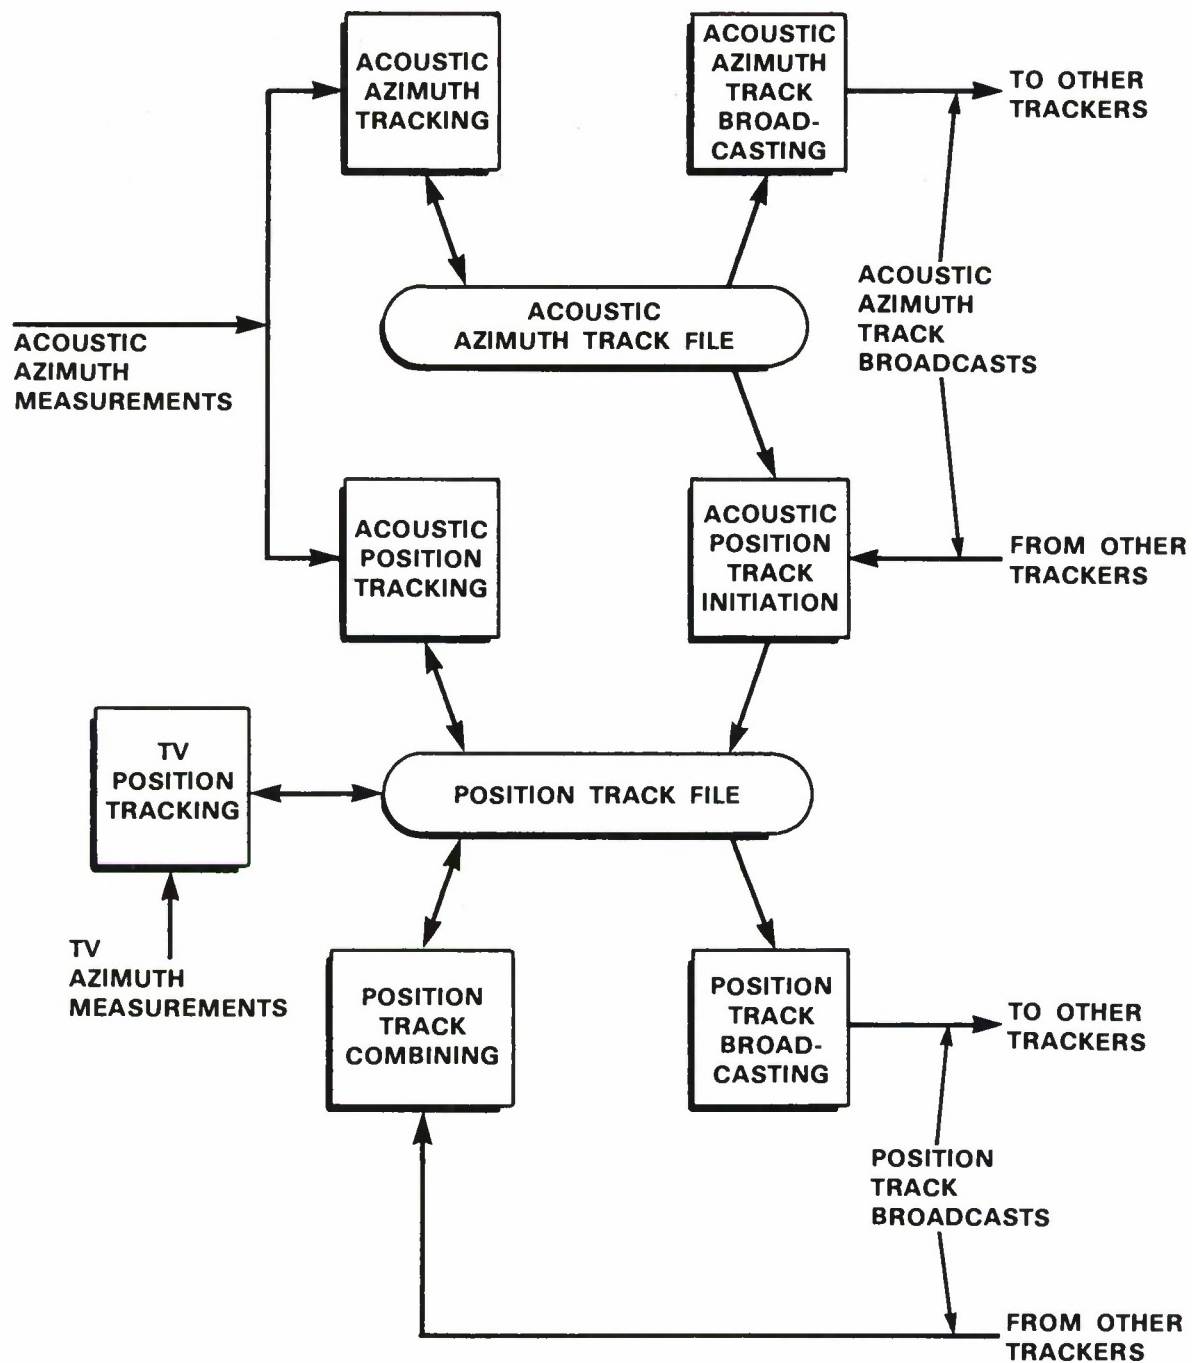 ACOUSTIC
AZIMUTH
TRACKING
ACOUSTIC
AZIMUTH
TRACK
BROAD-
CASTING
TO OTHER
TRACKERS
ACOUSTIC
AZIMUTH TRACK FILE
ACOUSTIC
AZIMUTH
TRACK
BROADCASTS
ACOUSTIC
AZIMUTH
MEASUREMENTS
ACOUSTIC
POSITION
TRACKING
ACOUSTIC
POSITION
TRACK
INITIATION
FROM OTHER
TRACKERS
TV
POSITION
TRACKING
POSITION TRACK FILE
TV
AZIMUTH
MEASUREMENTS
POSITION
TRACK
COMBINING
POSITION
TRACK
BROAD-
CASTING
TO OTHER
TRACKERS
POSITION
TRACK
BROADCASTS
FROM OTHER
TRACKERS